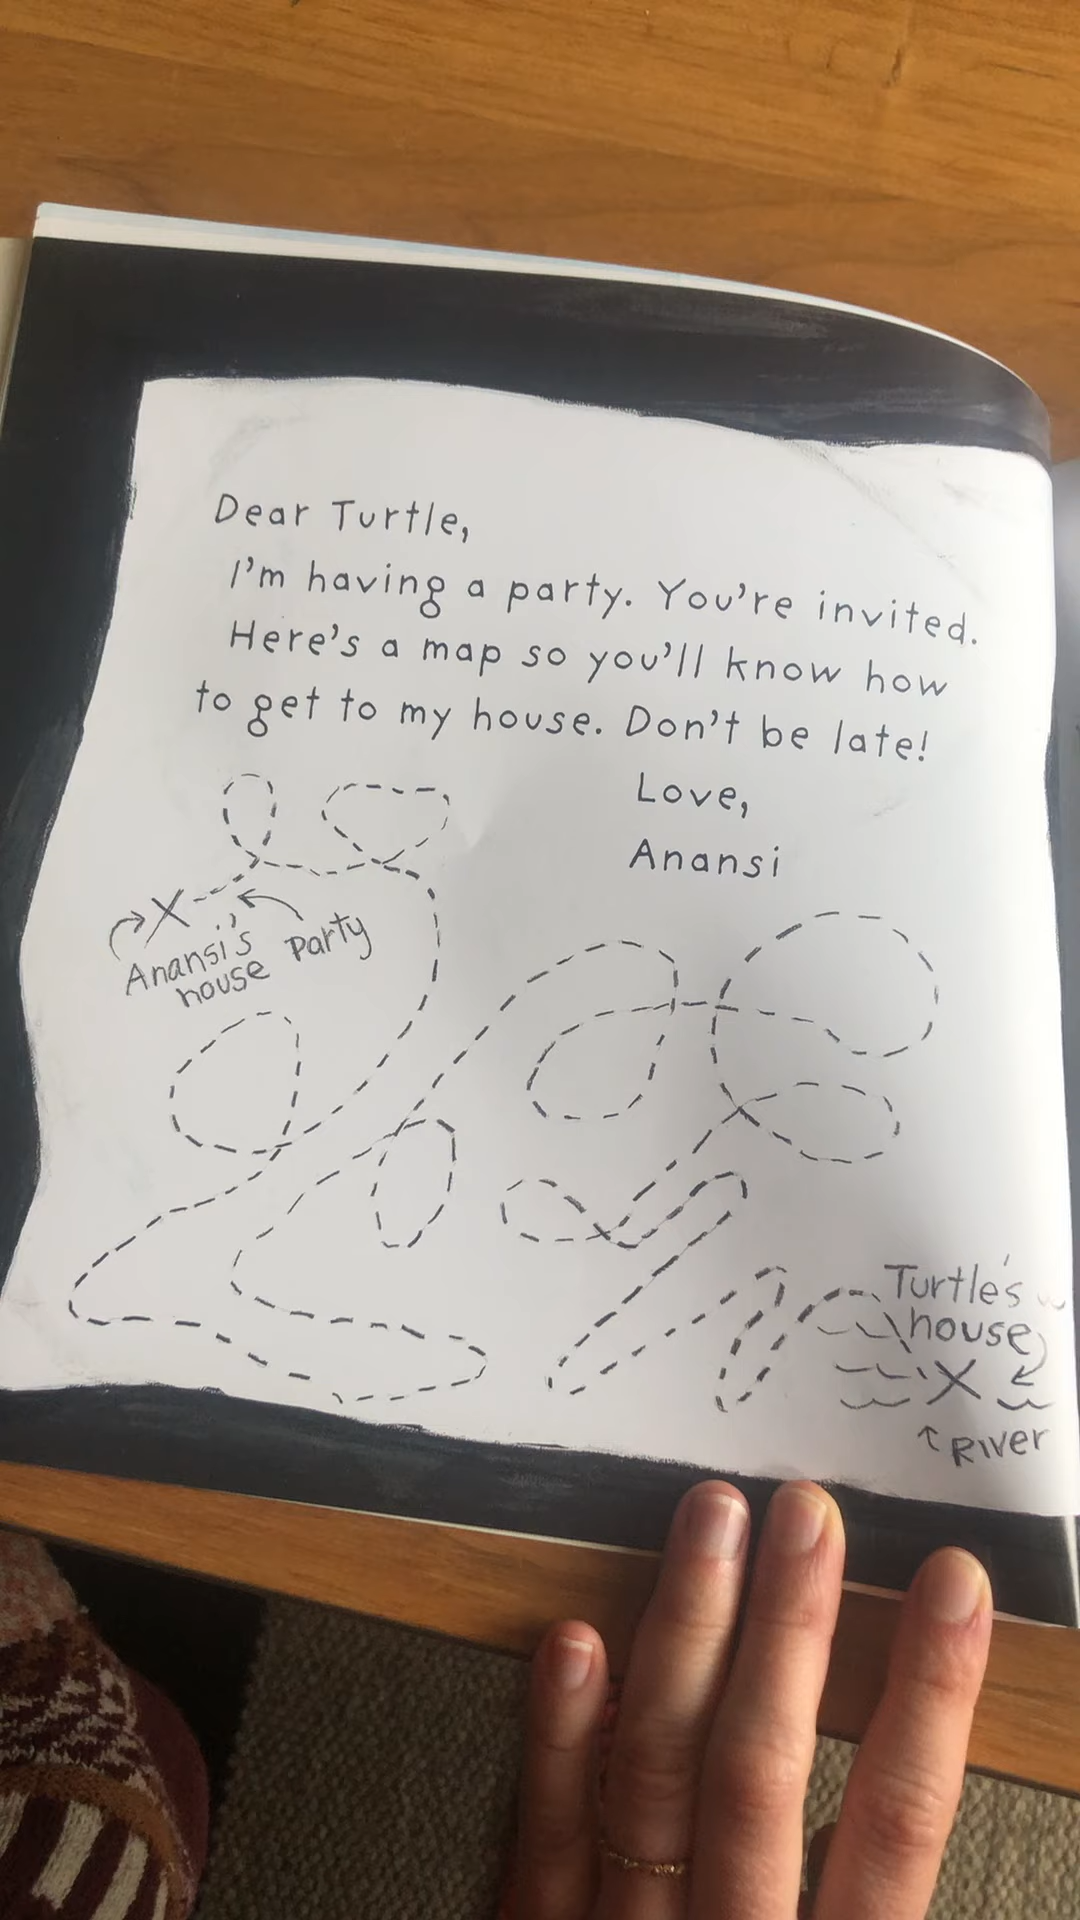 Dear Turtle,
I'm having a party. You're invited.
Here's a map so you'll know how
to get to my house. Don't be late!
Love,
Anansi
X
Anansi's
house
Party
Turtle's
house
X
River